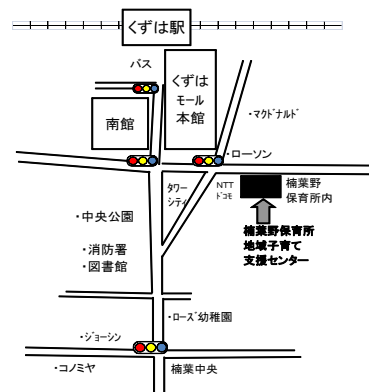 くずは駅
バス
くずは
モール
本館
南館
・マクドナルド
・ローソン
タワー
シティ
NTT
ドコモ
楠葉野
保育所内
・中央公園
楠葉野保育所
地域子育て
支援センター
・消防署
・図書館
・ローズ幼稚園
・ジョーシン
・コノミヤ
楠葉中央